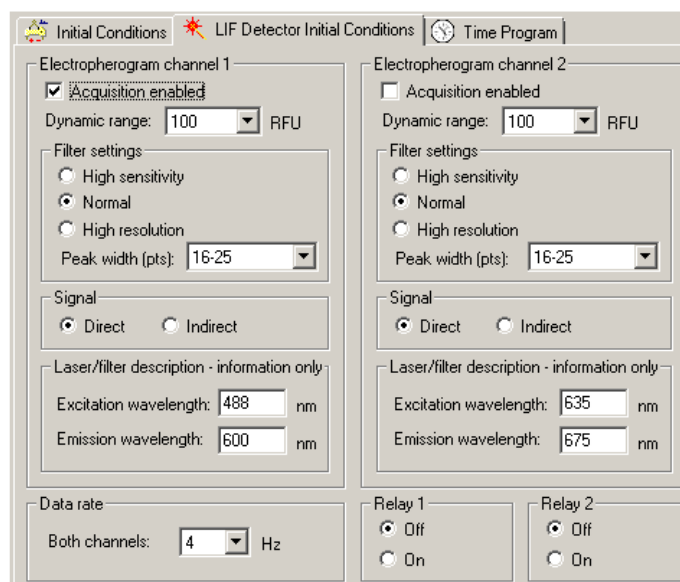 Initial Conditions
LIF Detector Initial Conditions
Time Program
Electropherogram channel 1
Acquisition enabled
Dynamic range: 100 RFU
Filter settings
High sensitivity
Normal
High resolution
Peak width (pts): 16-25
Signal
Direct Indirect
Laser/filter description - information only
Excitation wavelength: 488 nm
Emission wavelength: 600 nm
Electropherogram channel 2
Acquisition enabled
Dynamic range: 100 RFU
Filter settings
High sensitivity
Normal
High resolution
Peak width (pts): 16-25
Signal
Direct Indirect
Laser/filter description - information only
Excitation wavelength: 635 nm
Emission wavelength: 675 nm
Data rate
Both channels: 4 Hz
Relay 1
Off
On
Relay 2
Off
On